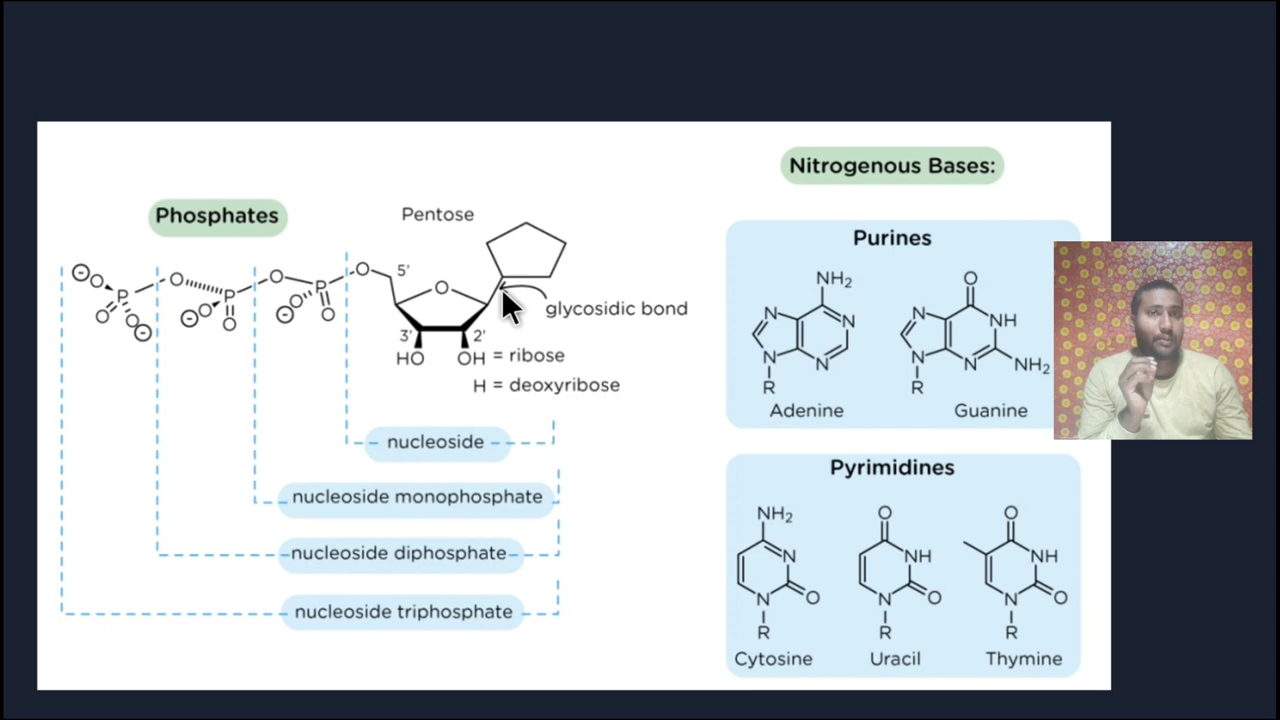 Nitrogenous Bases:
Phosphates
Pentose
Purines
5'
O
O
P
O
O
O
P
O
O
O
P
O
O
O
glycosidic bond
3'
2'
HO
OH = ribose
H = deoxyribose
nucleoside
nucleoside monophosphate
nucleoside diphosphate
nucleoside triphosphate
NH₂
N
N
N
N
R
Adenine
O
N
NH
N
N
NH₂
R
Guanine
Pyrimidines
NH₂
N
N
O
R
Cytosine
O
NH
N
O
R
Uracil
O
NH
N
O
R
Thymine